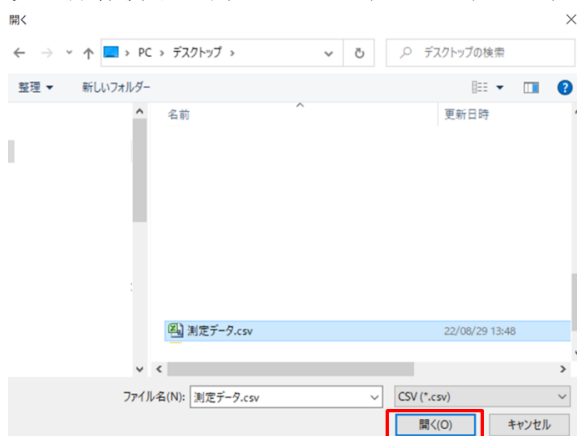 開く
PC › デスクトップ ›
デスクトップの検索
整理
新しいフォルダー
名前
更新日時
測定データ.csv
22/08/29 13:48
ファイル名(N):
測定データ.csv
CSV (*.csv)
開く(O)
キャンセル